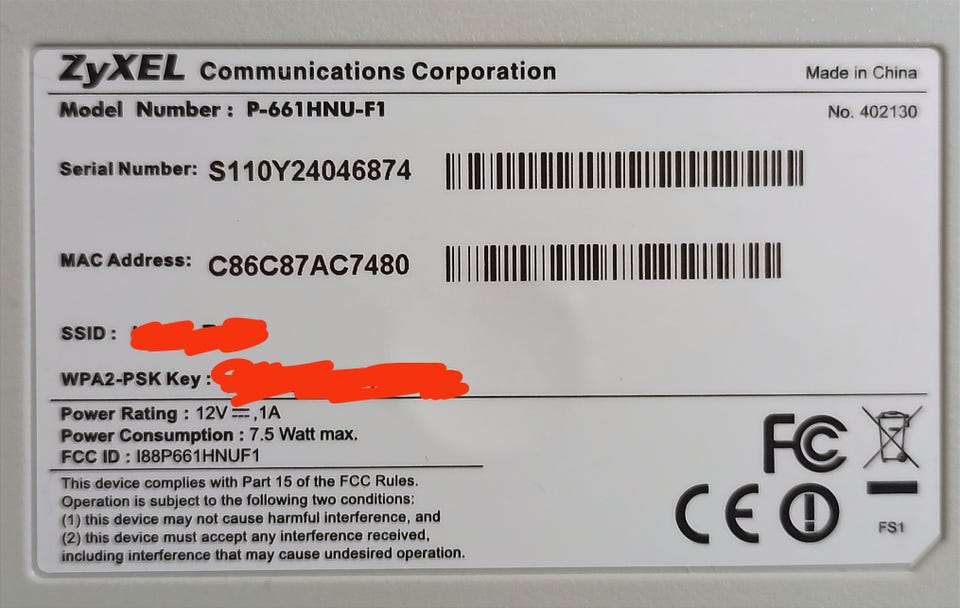 ZyXEL Communications Corporation Made in China
Model Number : P-661HNU-F1 No. 402130
Serial Number: S110Y24046874
MAC Address: C86C87AC7480
SSID :
WPA2-PSK Key :
Power Rating : 12V ⎓,1A
Power Consumption : 7.5 Watt max.
FCC ID : I88P661HNUF1
This device complies with Part 15 of the FCC Rules.
Operation is subject to the following two conditions:
(1) this device may not cause harmful interference, and
(2) this device must accept any interference received,
including interference that may cause undesired operation.
FC
CE
FS1